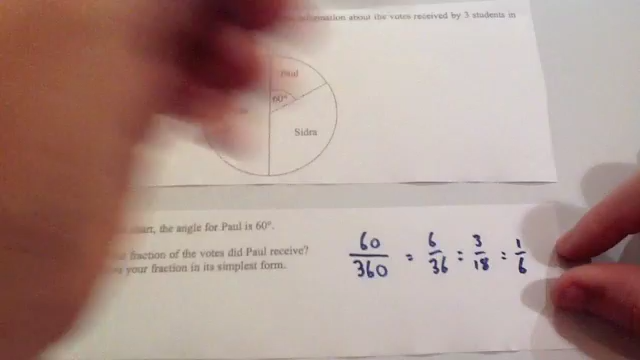 information about the votes received by 3 students in
Paul
60°
Sidra
chart, the angle for Paul is 60°.
fraction of the votes did Paul receive?
your fraction in its simplest form.
60/360 = 6/36 = 3/18 = 1/6